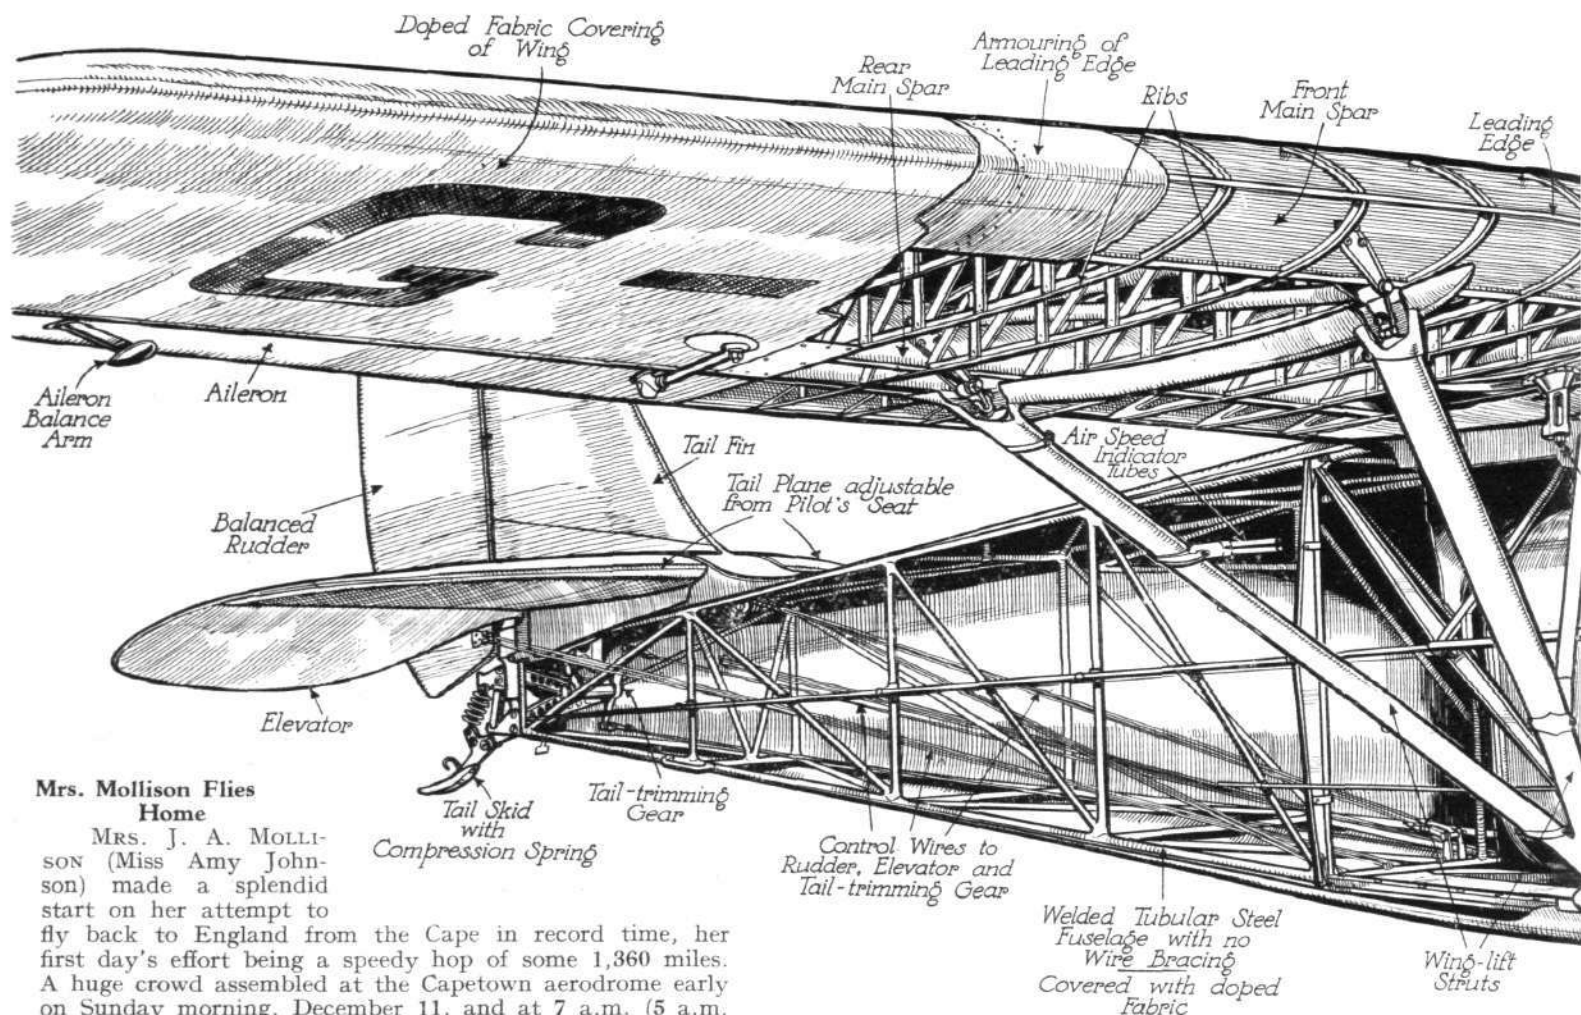 Doped Fabric Covering
of Wing
Armouring of
Leading Edge
Rear
Main Spar
Ribs
Front
Main Spar
Leading
Edge
G-
Aileron
Balance
Arm
Aileron
Tail Fin
Air Speed
Indicator
Tubes
Tail Plane adjustable
from Pilot's Seat
Balanced
Rudder
Elevator
Tail Skid
with
Compression Spring
Tail-trimming
Gear
Control Wires to
Rudder, Elevator and
Tail-trimming Gear
Welded Tubular Steel
Fuselage with no
Wire Bracing
Covered with doped
Fabric
Wing-lift
Struts
Mrs. Mollison Flies
Home
MRS. J. A. MOLLI-
SON (Miss Amy John-
son) made a splendid
start on her attempt to
fly back to England from the Cape in record time, her
first day's effort being a speedy hop of some 1,360 miles.
A huge crowd assembled at the Capetown aerodrome early
on Sunday morning, December 11, and at 7 a.m. (5 a.m.